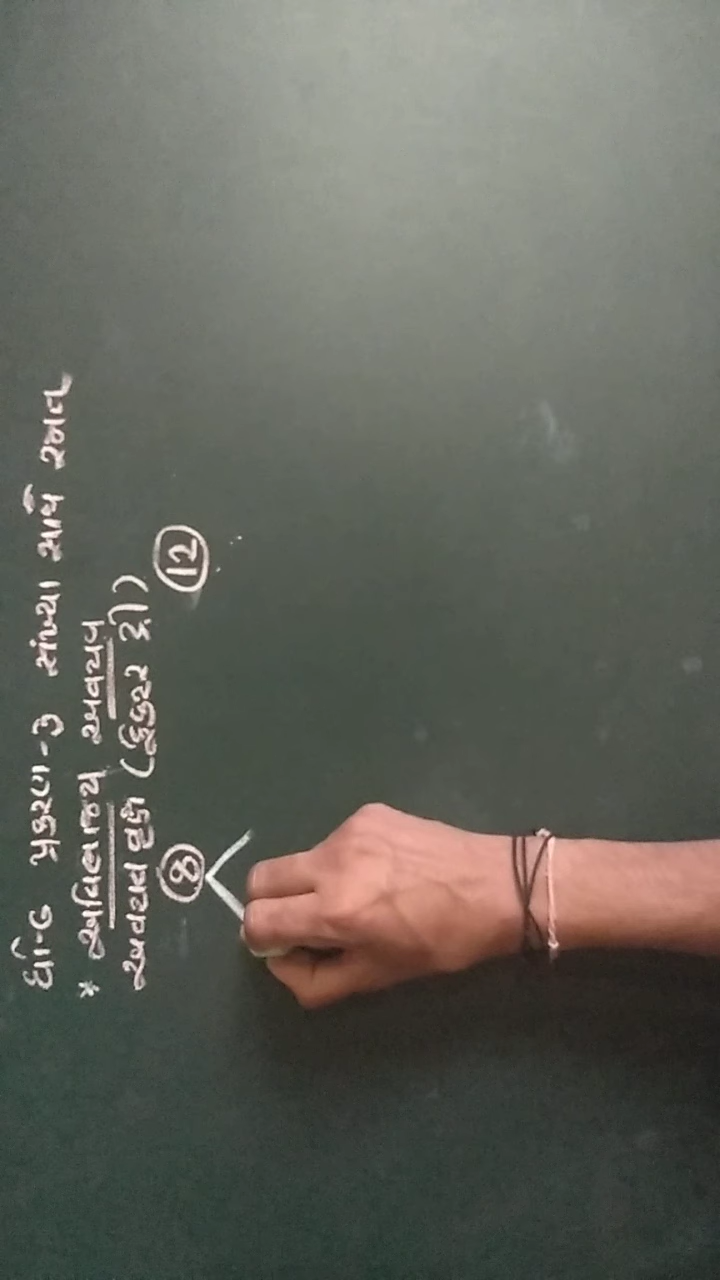 ધો-6 પ્રકરણ-3 સંખ્યા સાથે રમત
* અવિભાજ્ય અવયવ
અવયવ વૃક્ષ (ફેક્ટર ટ્રી)
8 12